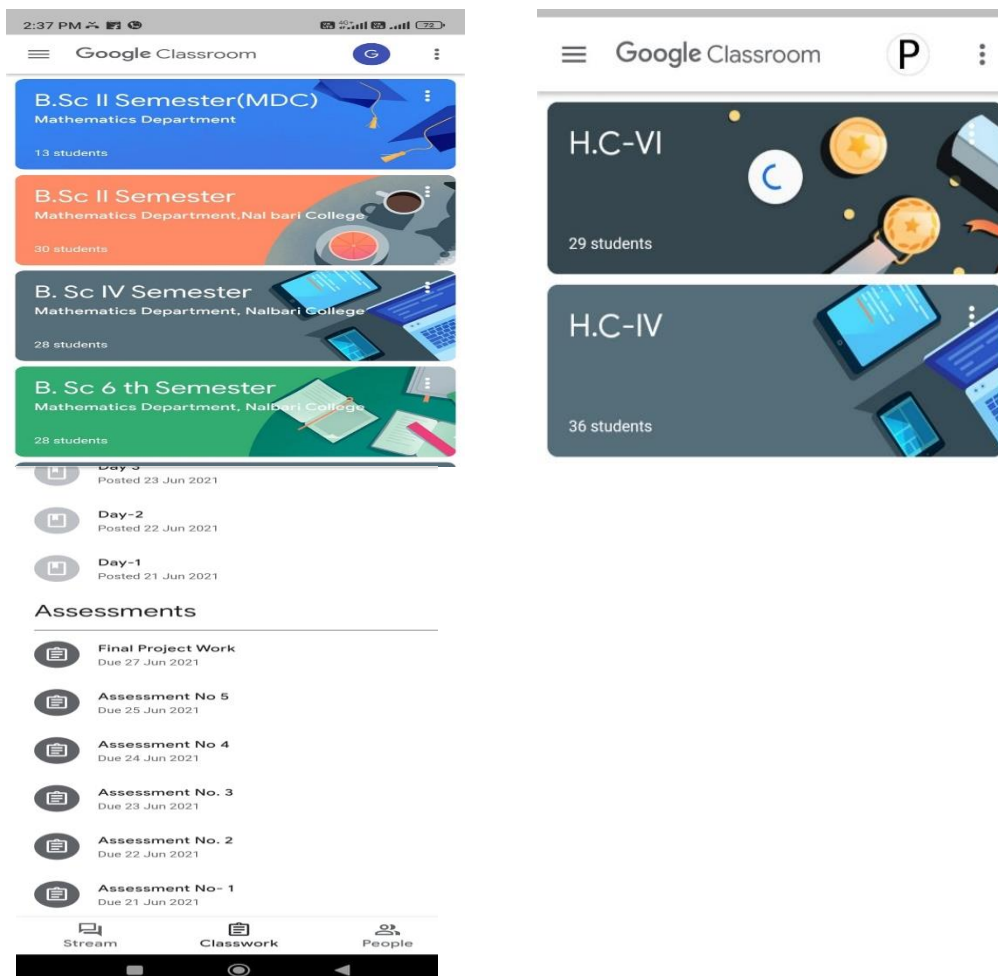 2:37 PM
72
Google Classroom
G
B.Sc II Semester(MDC)
Mathematics Department
13 students
B.Sc II Semester
Mathematics Department,Nal bari College
30 students
B. Sc IV Semester
Mathematics Department, Nalbari College
28 students
B. Sc 6 th Semester
Mathematics Department, Nalbari College
28 students
Day-3
Posted 23 Jun 2021
Day-2
Posted 22 Jun 2021
Day-1
Posted 21 Jun 2021
Assessments
Final Project Work
Due 27 Jun 2021
Assessment No 5
Due 25 Jun 2021
Assessment No 4
Due 24 Jun 2021
Assessment No. 3
Due 23 Jun 2021
Assessment No. 2
Due 22 Jun 2021
Assessment No- 1
Due 21 Jun 2021
Stream Classwork People
Google Classroom
P
H.C-VI
29 students
H.C-IV
36 students